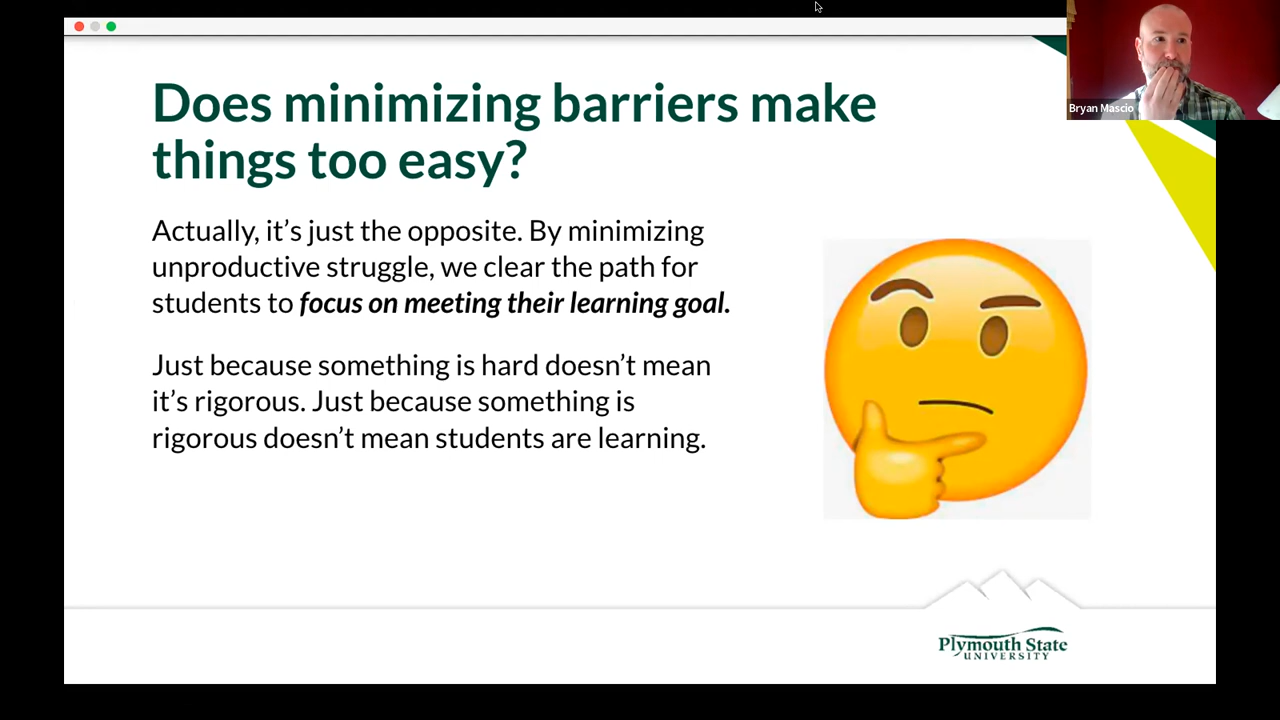 Does minimizing barriers make
things too easy?
Actually, it's just the opposite. By minimizing
unproductive struggle, we clear the path for
students to focus on meeting their learning goal.
Just because something is hard doesn't mean
it's rigorous. Just because something is
rigorous doesn't mean students are learning.
Bryan Mascio
Plymouth State
UNIVERSITY